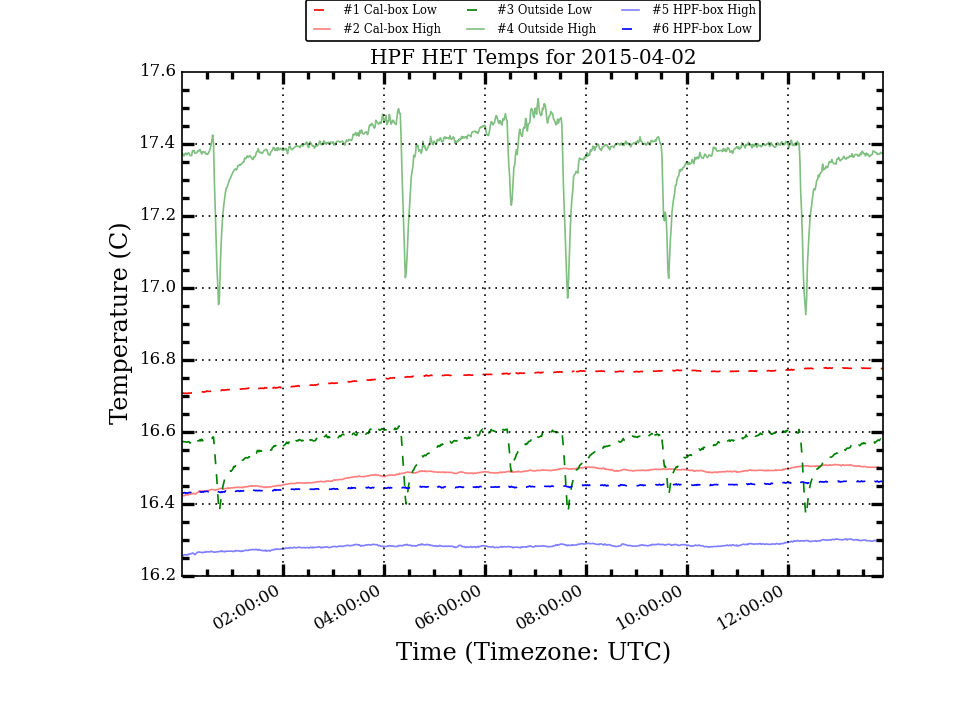 #1 Cal-box Low #3 Outside Low #5 HPF-box High
#2 Cal-box High #4 Outside High #6 HPF-box Low
HPF HET Temps for 2015-04-02
17.6
17.4
17.2
17.0
16.8
16.6
16.4
16.2
Temperature (C)
02:00:00 04:00:00 06:00:00 08:00:00 10:00:00 12:00:00
Time (Timezone: UTC)